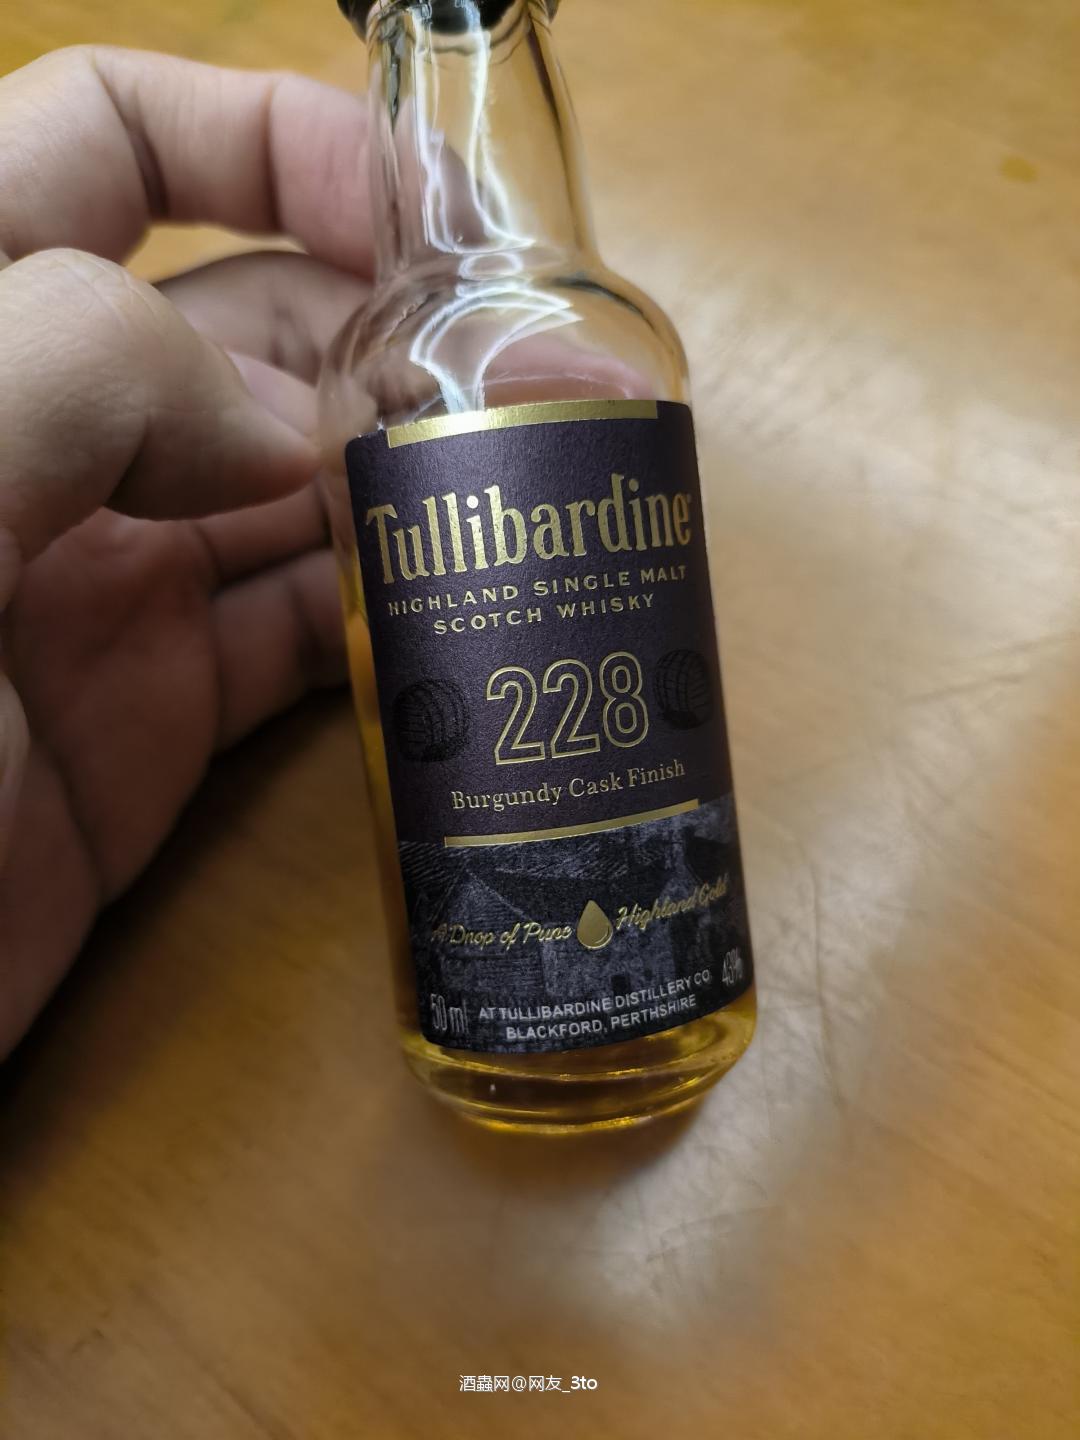 Tullibardine
HIGHLAND SINGLE MALT
SCOTCH WHISKY
228
Burgundy Cask Finish
A Drop of Pure Highland Gold
50 ml
43%
AT TULLIBARDINE DISTILLERY CO
BLACKFORD, PERTHSHIRE
酒蟲网@网友_3to